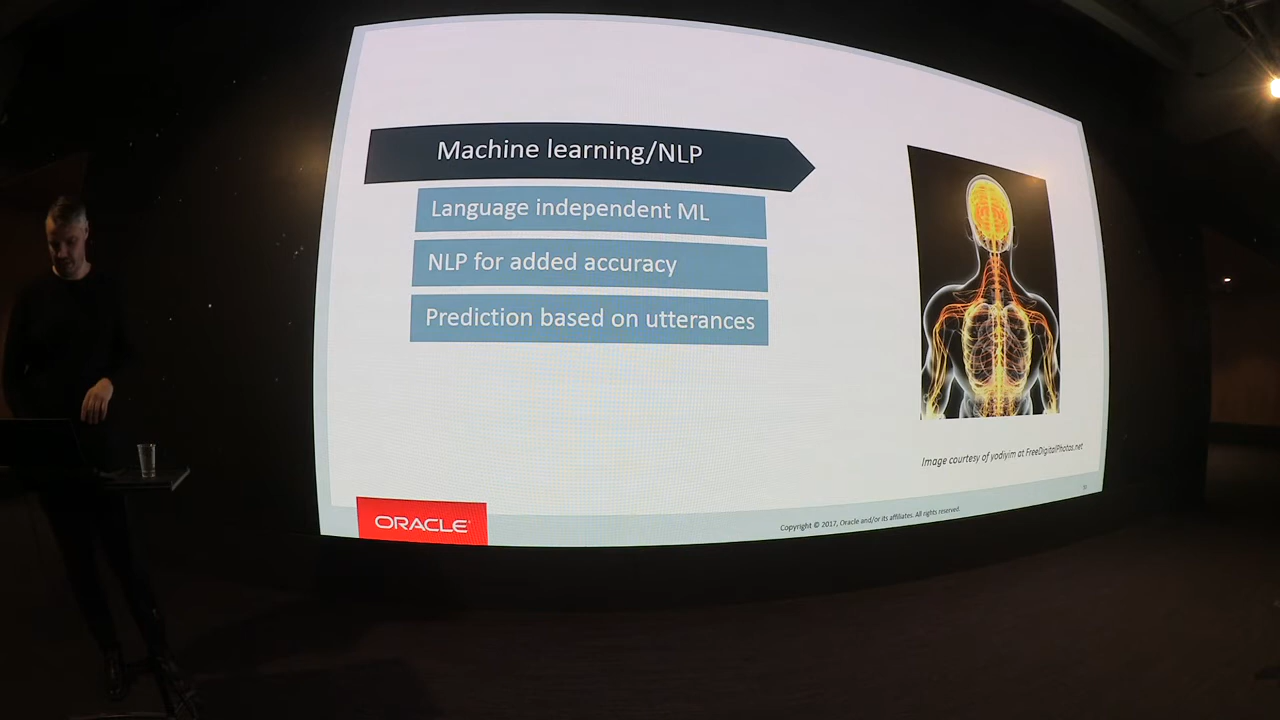 Machine learning/NLP
Language independent ML
NLP for added accuracy
Prediction based on utterances
Image courtesy of yodiyim at FreeDigitalPhotos.net
ORACLE
Copyright © 2017, Oracle and/or its affiliates. All rights reserved.